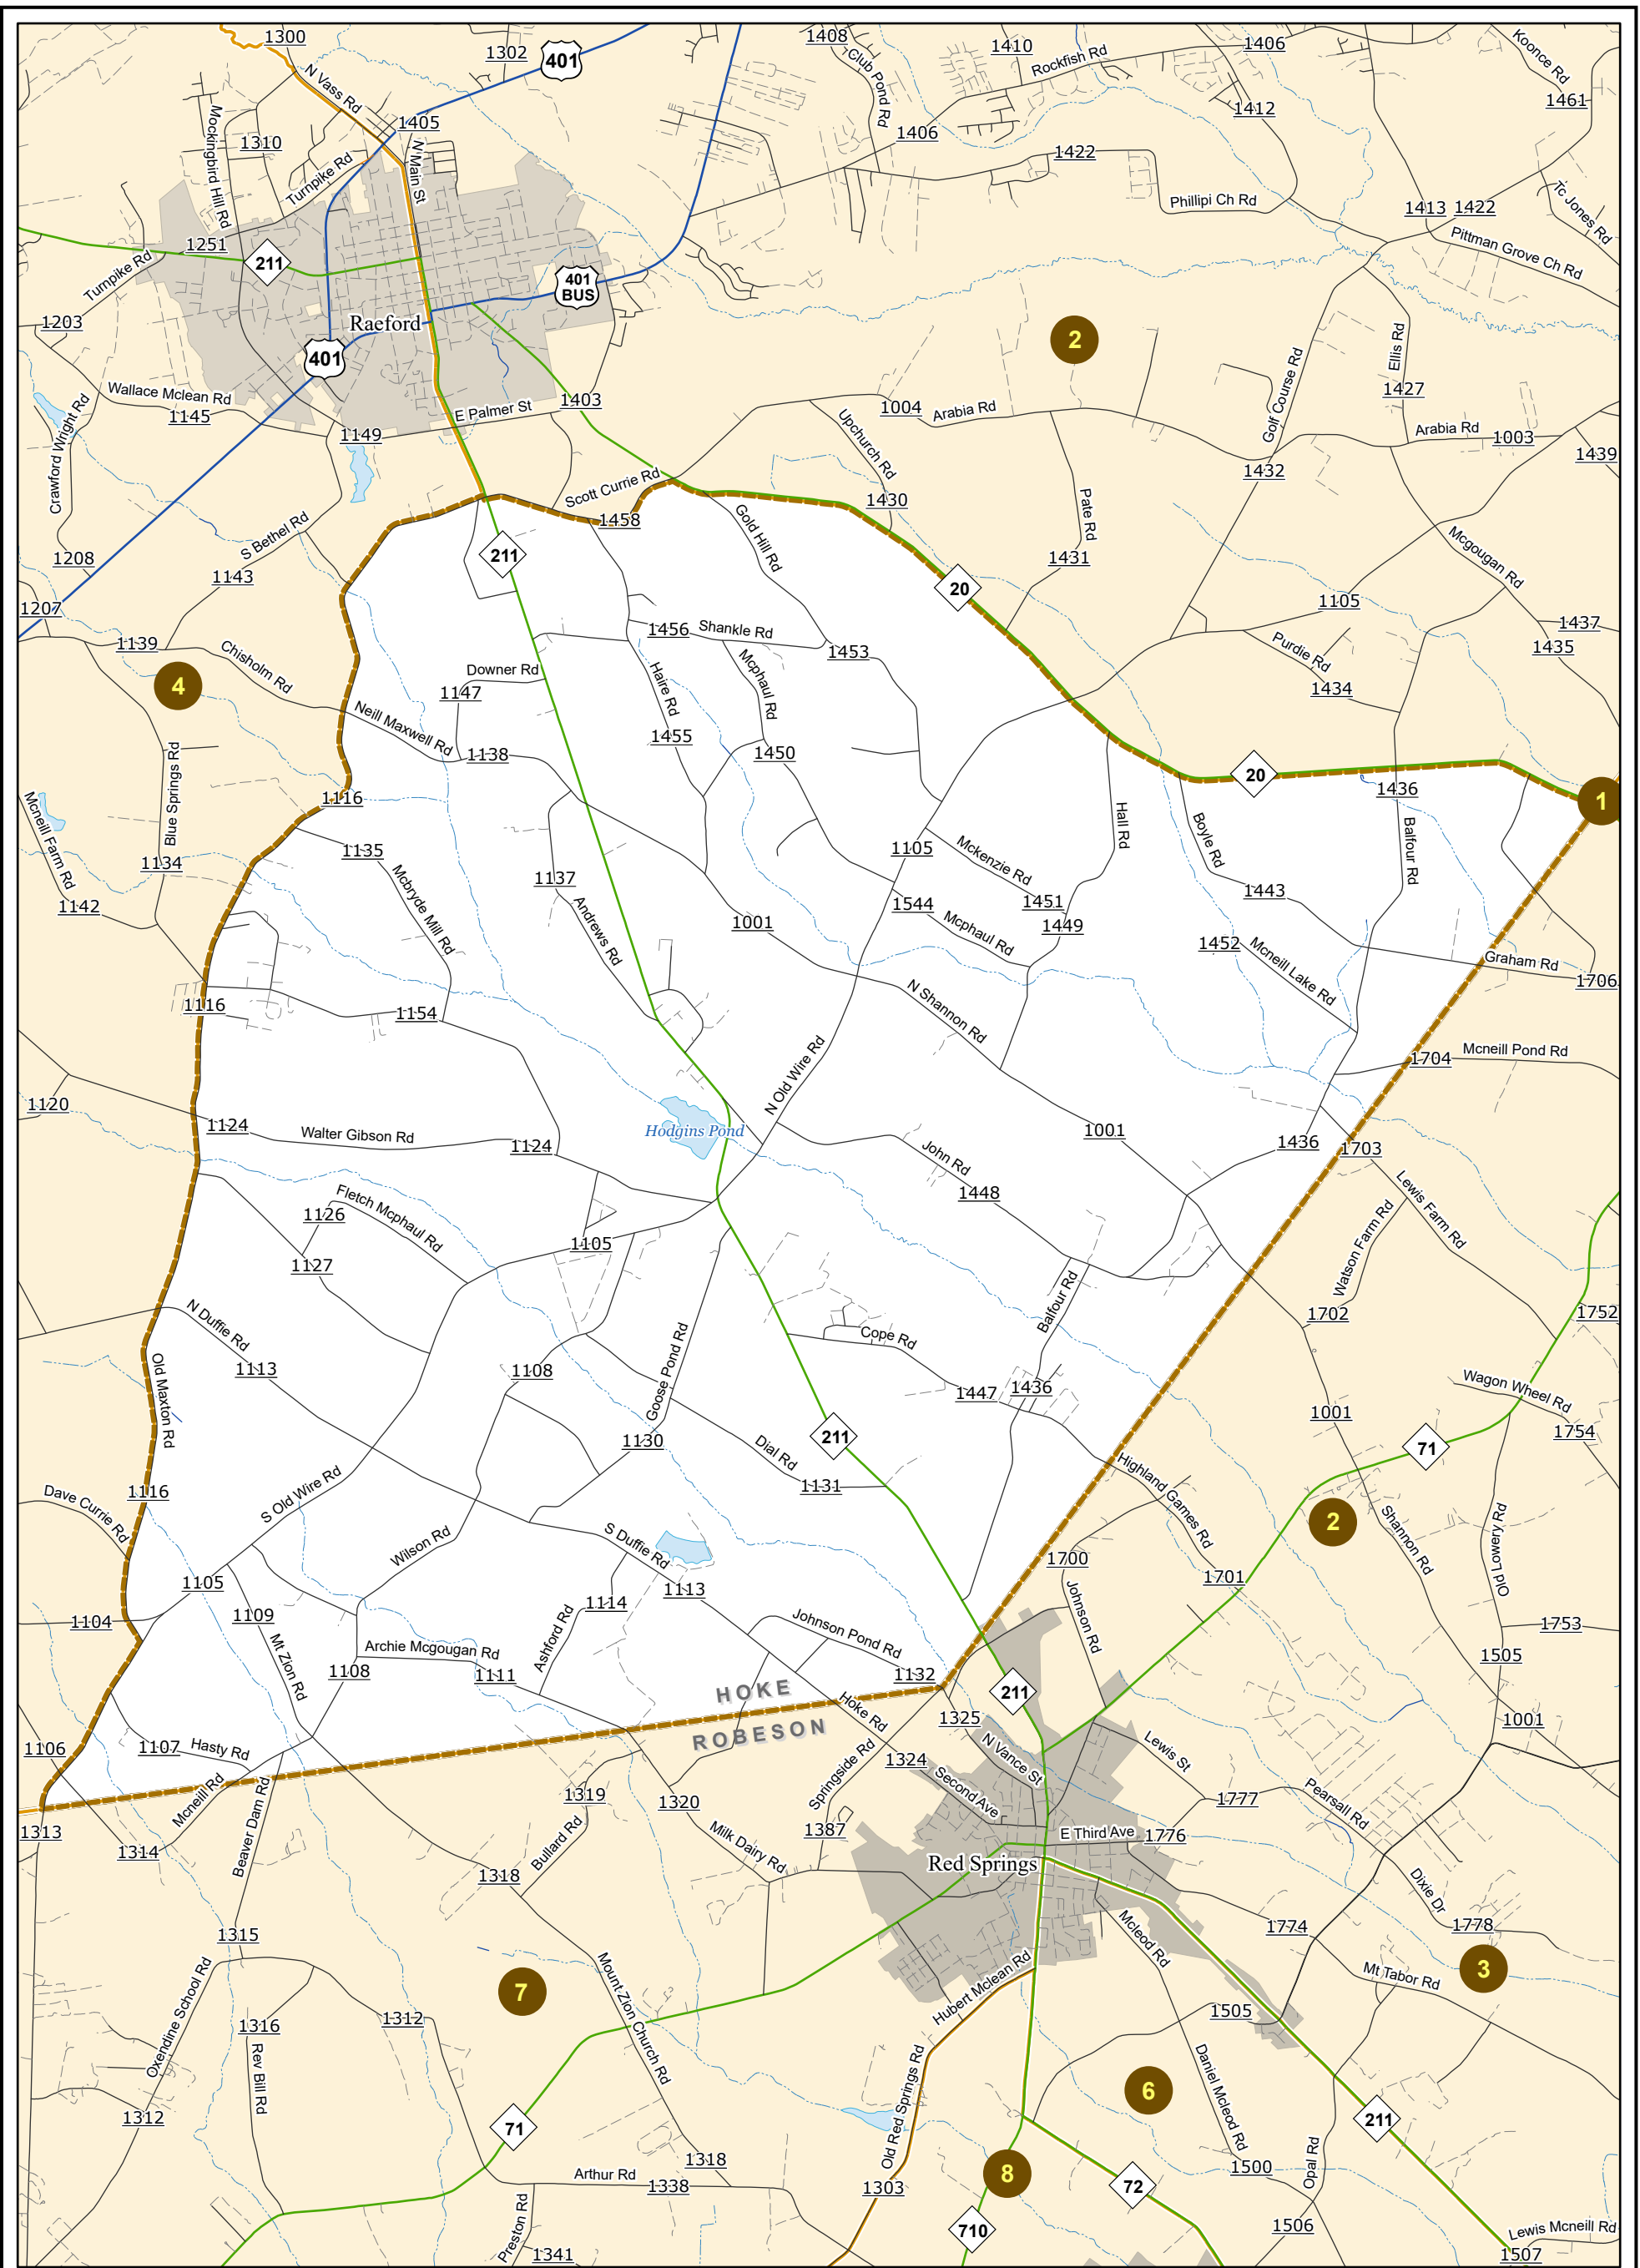 1300
1302
401
1408
1410
Rockfish Rd
1406
Koonce Rd
1461
N Vass Rd
Club Pond Rd
1412
Mockingbird Hill Rd
1310
1405
N Main St
1406
Turnpike Rd
1422
Phillipi Ch Rd
1413
1422
Tc Jones Rd
Pittman Grove Ch Rd
1251
211
Turnpike Rd
401
BUS
1203
Raeford
401
2
Ellis Rd
1427
Golf Course Rd
Wallace Mclean Rd
1145
Crawford Wright Rd
E Palmer St
1403
1149
1004
Arabia Rd
Upchurch Rd
Arabia Rd
1003
1439
1432
Scott Currie Rd
1458
1430
Pate Rd
1431
Gold Hill Rd
S Bethel Rd
211
1208
1143
20
Mcgougan Rd
1105
1207
1437
1435
1139
Chisholm Rd
4
1456
Shankle Rd
1453
Purdie Rd
1434
Downer Rd
1147
Haire Rd
Mcphaul Rd
Neill Maxwell Rd
1138
1455
1450
Blue Springs Rd
1116
20
1436
1
Mcneill Farm Rd
1134
1135
Mcbryde Mill Rd
1142
1137
Andrews Rd
1105
Mckenzie Rd
1451
Hall Rd
Boyle Rd
1443
Balfour Rd
1544
Mcphaul Rd
1449
1001
1452
Mcneill Lake Rd
Graham Rd
1706
1116
1154
N Shannon Rd
1704
Mcneill Pond Rd
N Old Wire Rd
1120
1124
Walter Gibson Rd
1124
Hodgins Pond
1001
1436
1703
John Rd
1448
Lewis Farm Rd
Fletch Mcphaul Rd
1126
1105
1127
Watson Farm Rd
1702
1752
Balfour Rd
N Duffie Rd
1113
Old Maxton Rd
Goose Pond Rd
Cope Rd
1108
1447
1436
Wagon Wheel Rd
1754
1001
211
71
1130
Dial Rd
1131
S Old Wire Rd
1116
Dave Currie Rd
Highland Games Rd
2
Shannon Rd
Old Lowery Rd
Wilson Rd
S Duffie Rd
1700
1701
1105
1104
1109
Mt Zion Rd
1113
1114
Ashford Rd
Johnson Pond Rd
Johnson Rd
1753
1505
Archie Mcgougan Rd
1108
1111
1132
HOKE
ROBESON
Hoke Rd
211
1325
1001
1106
1107
Hasty Rd
Mcneill Rd
Beaver Dam Rd
N Vance St
Lewis St
1324
Second Ave
Springside Rd
1319
1320
1777
Pearsall Rd
1313
1314
Bullard Rd
1387
E Third Ave
1776
Milk Dairy Rd
Red Springs
1318
Dixie Dr
1315
Mcleod Rd
1774
1778
Mt Tabor Rd
3
Oxendine School Rd
7
Mount Zion Church Rd
Hubert Mclean Rd
1505
1316
Rev Bill Rd
1312
Old Red Springs Rd
6
Daniel Mcleod Rd
1312
71
211
1318
8
72
1500
Opal Rd
Arthur Rd
1338
1303
Preston Rd
710
1506
Lewis Mcneill Rd
1341
1507